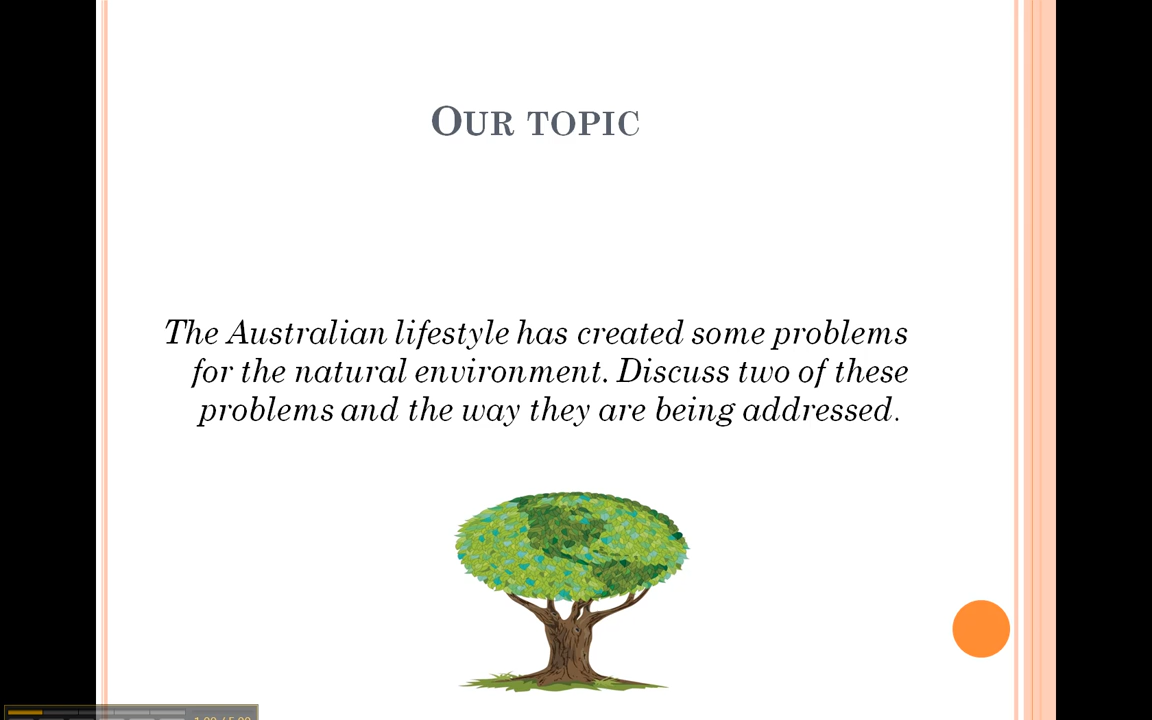 OUR TOPIC
The Australian lifestyle has created some problems
for the natural environment. Discuss two of these
problems and the way they are being addressed.